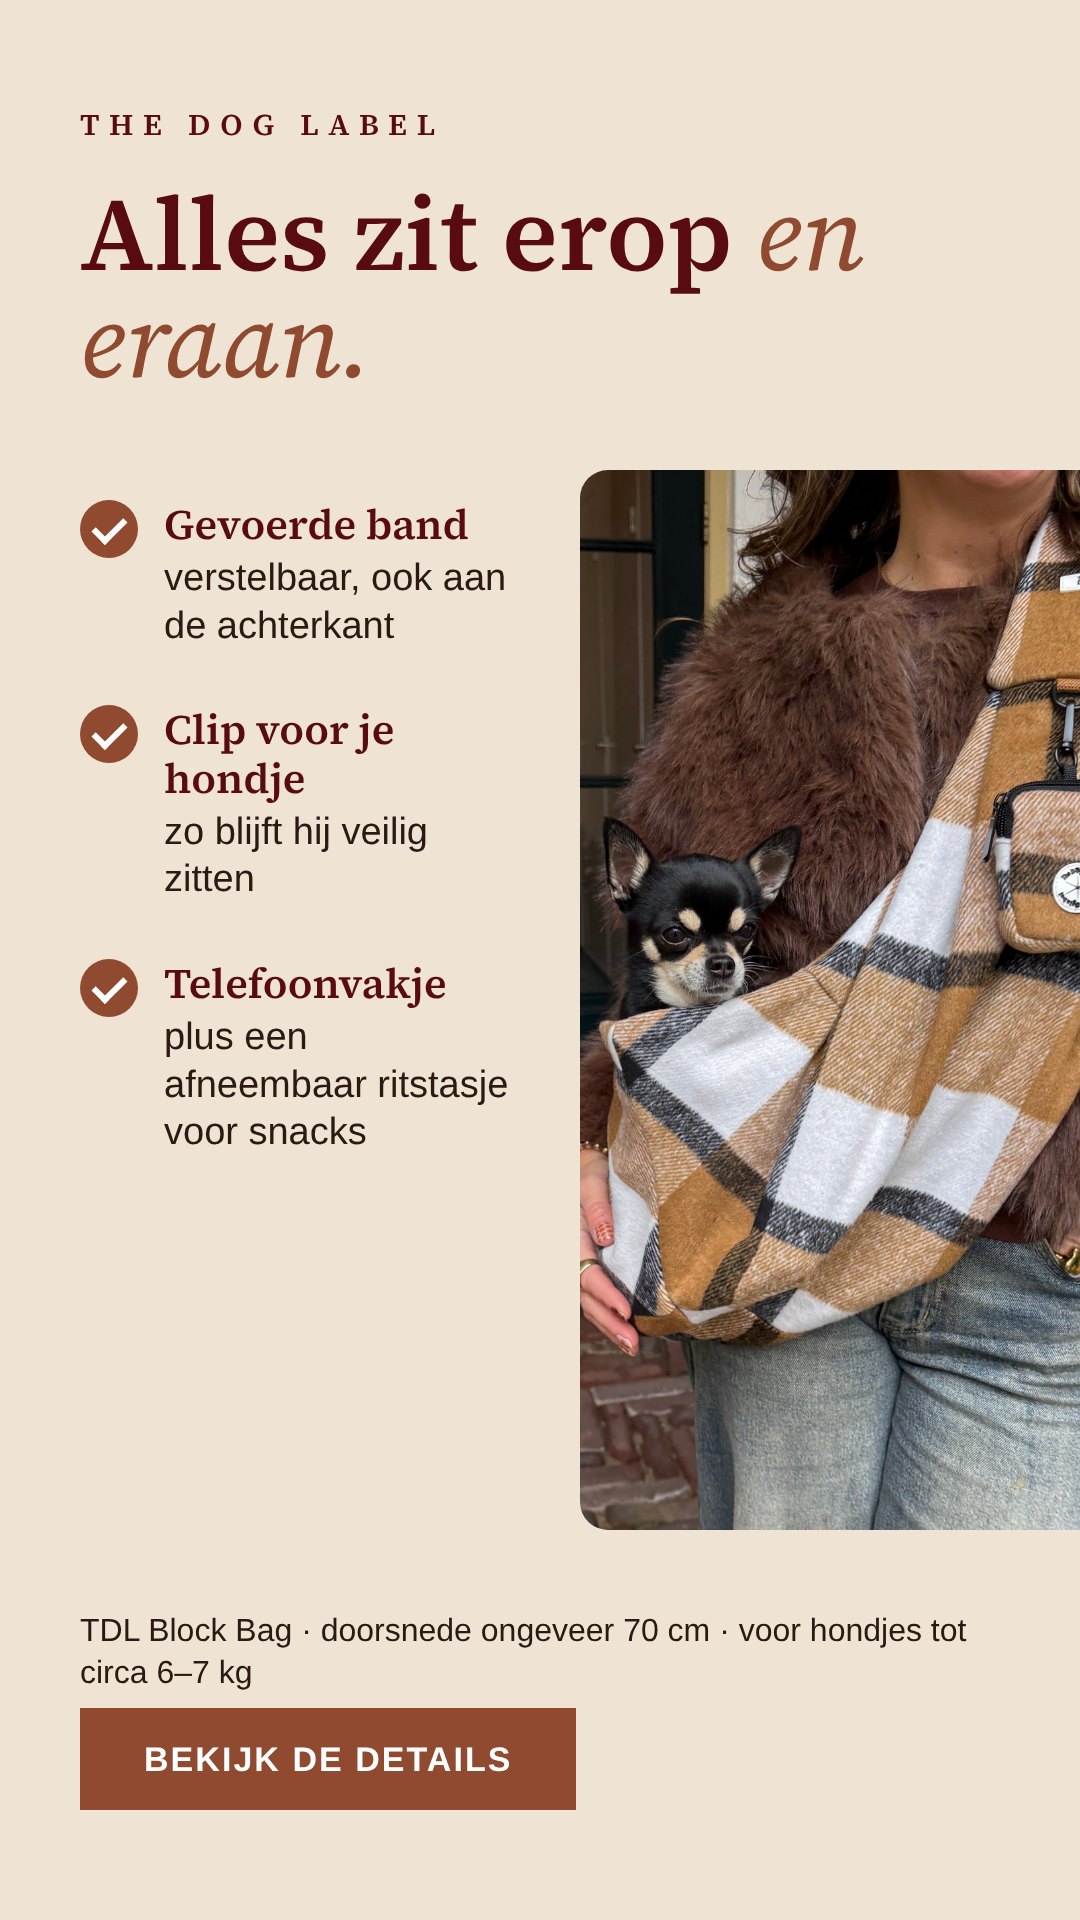 THE DOG LABEL
Alles zit erop en
eraan.
Gevoerde band
verstelbaar, ook aan
de achterkant
Clip voor je
hondje
zo blijft hij veilig
zitten
Telefoonvakje
plus een
afneembaar ritstasje
voor snacks
TDL Block Bag · doorsnede ongeveer 70 cm · voor hondjes tot
circa 6–7 kg
BEKIJK DE DETAILS